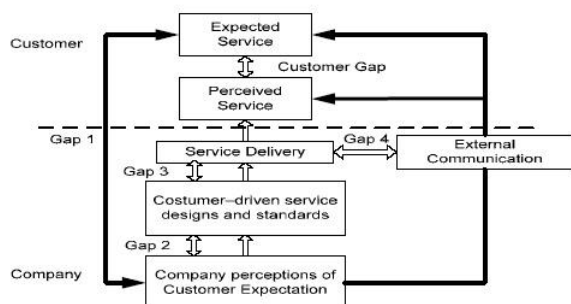 Customer
Expected
Service
Customer Gap
Perceived
Service
Gap 1
Gap 4
Service Delivery
External
Communication
Gap 3
Costumer–driven service
designs and standards
Gap 2
Company
Company perceptions of
Customer Expectation